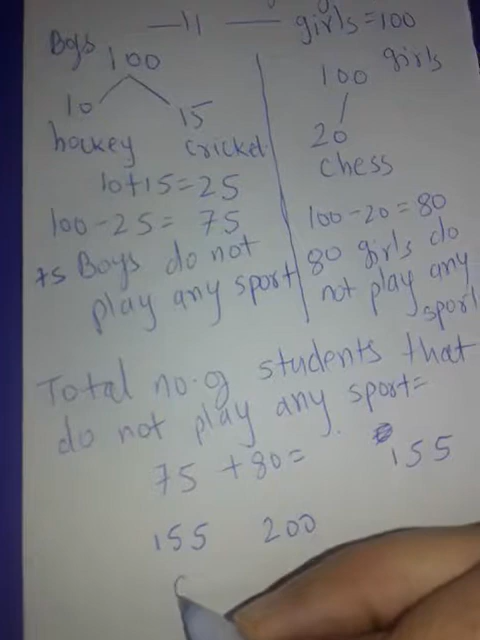 Boys —11— girls=100
100
10 15
hockey cricket
10+15=25
100-25= 75
75 Boys do not
play any sport
100 girls
20
chess
100-20=80
80 girls do
not play any
sport
Total no.of students that
do not play any sport=
75 +80= 155
155 200